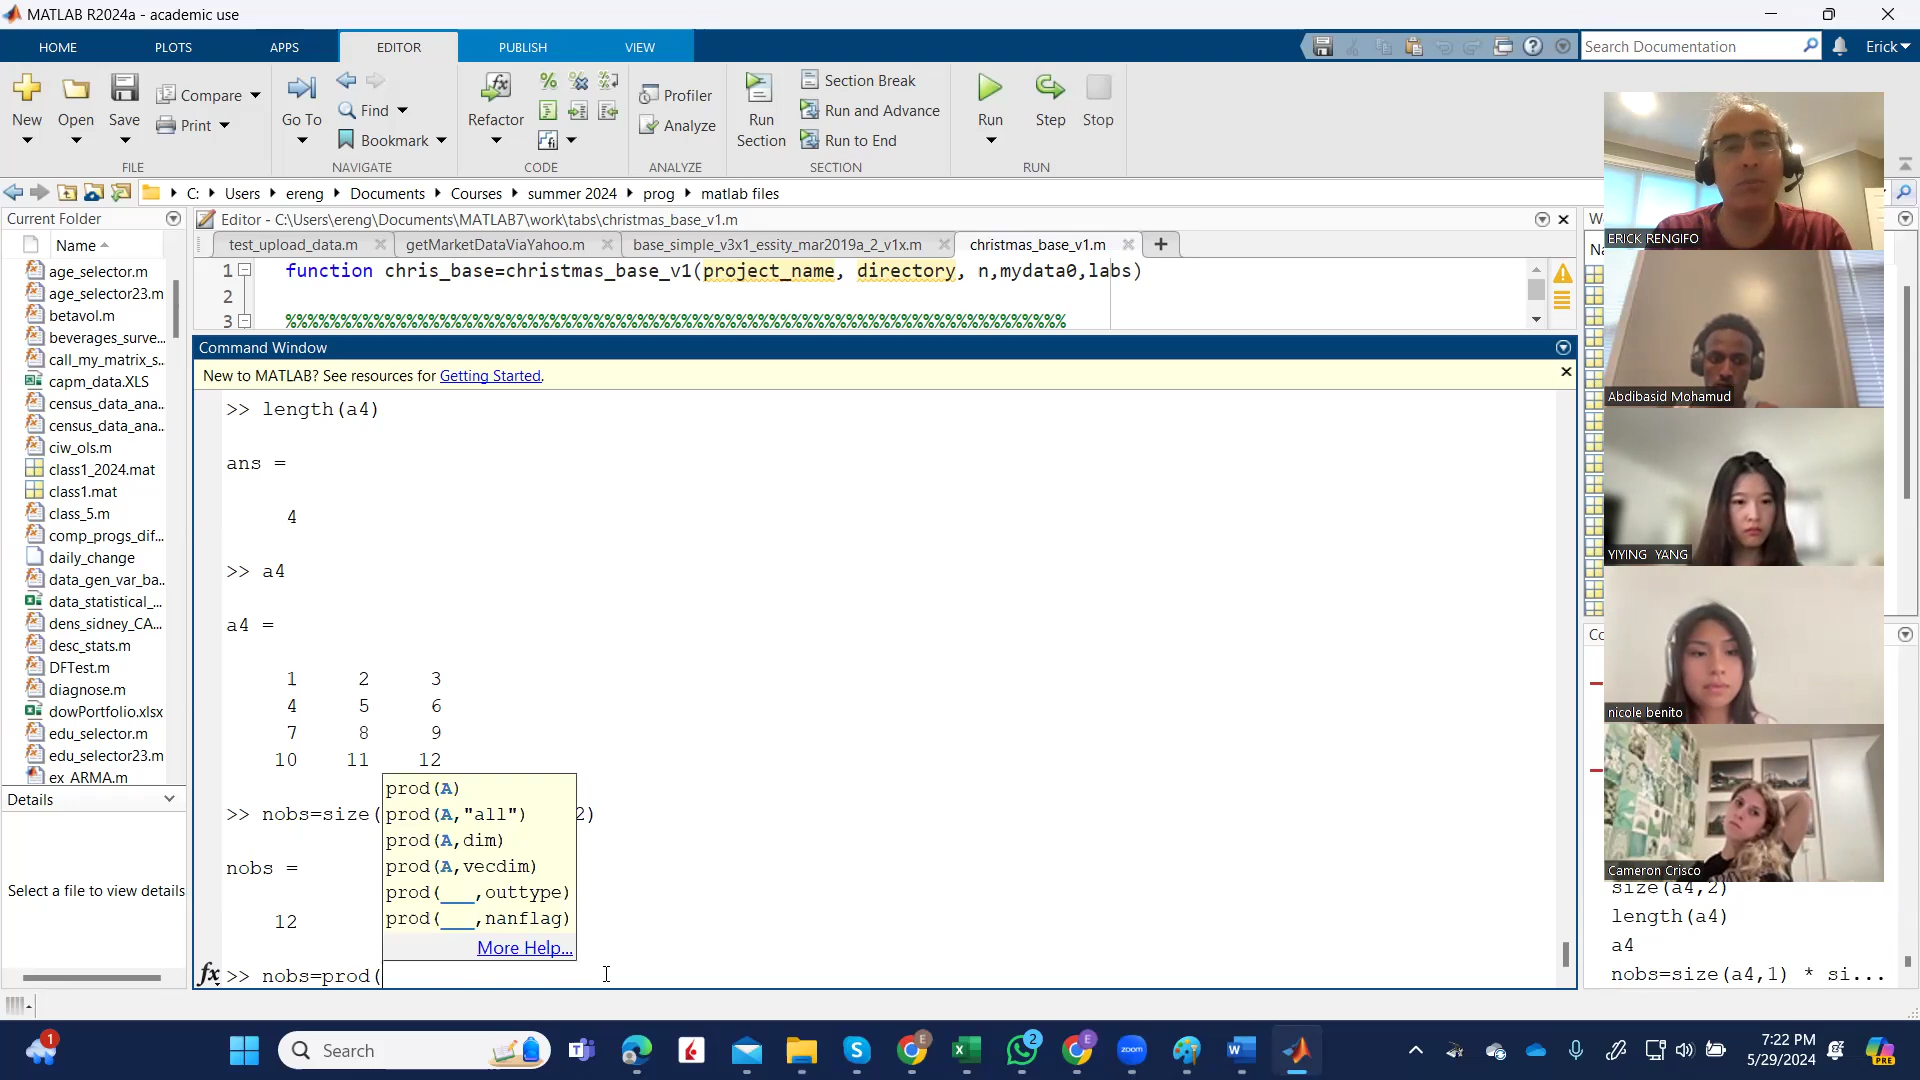 MATLAB R2024a - academic use
HOME
PLOTS
APPS
EDITOR
PUBLISH
VIEW
Search Documentation
Erick
New
Open
Save
Compare
Print
FILE
Go To
Find
Bookmark
NAVIGATE
Refactor
CODE
Profiler
Analyze
ANALYZE
Run Section
Section Break
Run and Advance
Run to End
SECTION
Run
Step
Stop
RUN
C: Users ereng Documents Courses summer 2024 prog matlab files
Current Folder
Name
age_selector.m
age_selector23.m
betavol.m
beverages_surve...
call_my_matrix_s...
capm_data.XLS
census_data_ana...
census_data_ana...
ciw_ols.m
class1_2024.mat
class1.mat
class_5.m
comp_progs_dif...
daily_change
data_gen_var_ba...
data_statistical_...
dens_sidney_CA...
desc_stats.m
DFTest.m
diagnose.m
dowPortfolio.xlsx
edu_selector.m
edu_selector23.m
ex_ARMA.m
Details
Select a file to view details
Editor - C:\Users\ereng\Documents\MATLAB7\work\tabs\christmas_base_v1.m
test_upload_data.m
getMarketDataViaYahoo.m
base_simple_v3x1_essity_mar2019a_2_v1x.m
christmas_base_v1.m
1 function chris_base=christmas_base_v1(project_name, directory, n,mydata0,labs)
2
3
Command Window
New to MATLAB? See resources for Getting Started.
>> length(a4)
ans =
4
>> a4
a4 =
1 2 3
4 5 6
7 8 9
10 11 12
>> nobs=size( 2)
nobs =
12
prod(A)
prod(A,"all")
prod(A,dim)
prod(A,vecdim)
prod(___,outtype)
prod(___,nanflag)
More Help...
fx >> nobs=prod(
ERICK RENGIFO
Abdibasid Mohamud
YIYING YANG
nicole benito
Cameron Crisco
size(a4,2)
length(a4)
a4
nobs=size(a4,1) * si...
1
Search
E
2
E
zoom
7:22 PM
5/29/2024
PRE